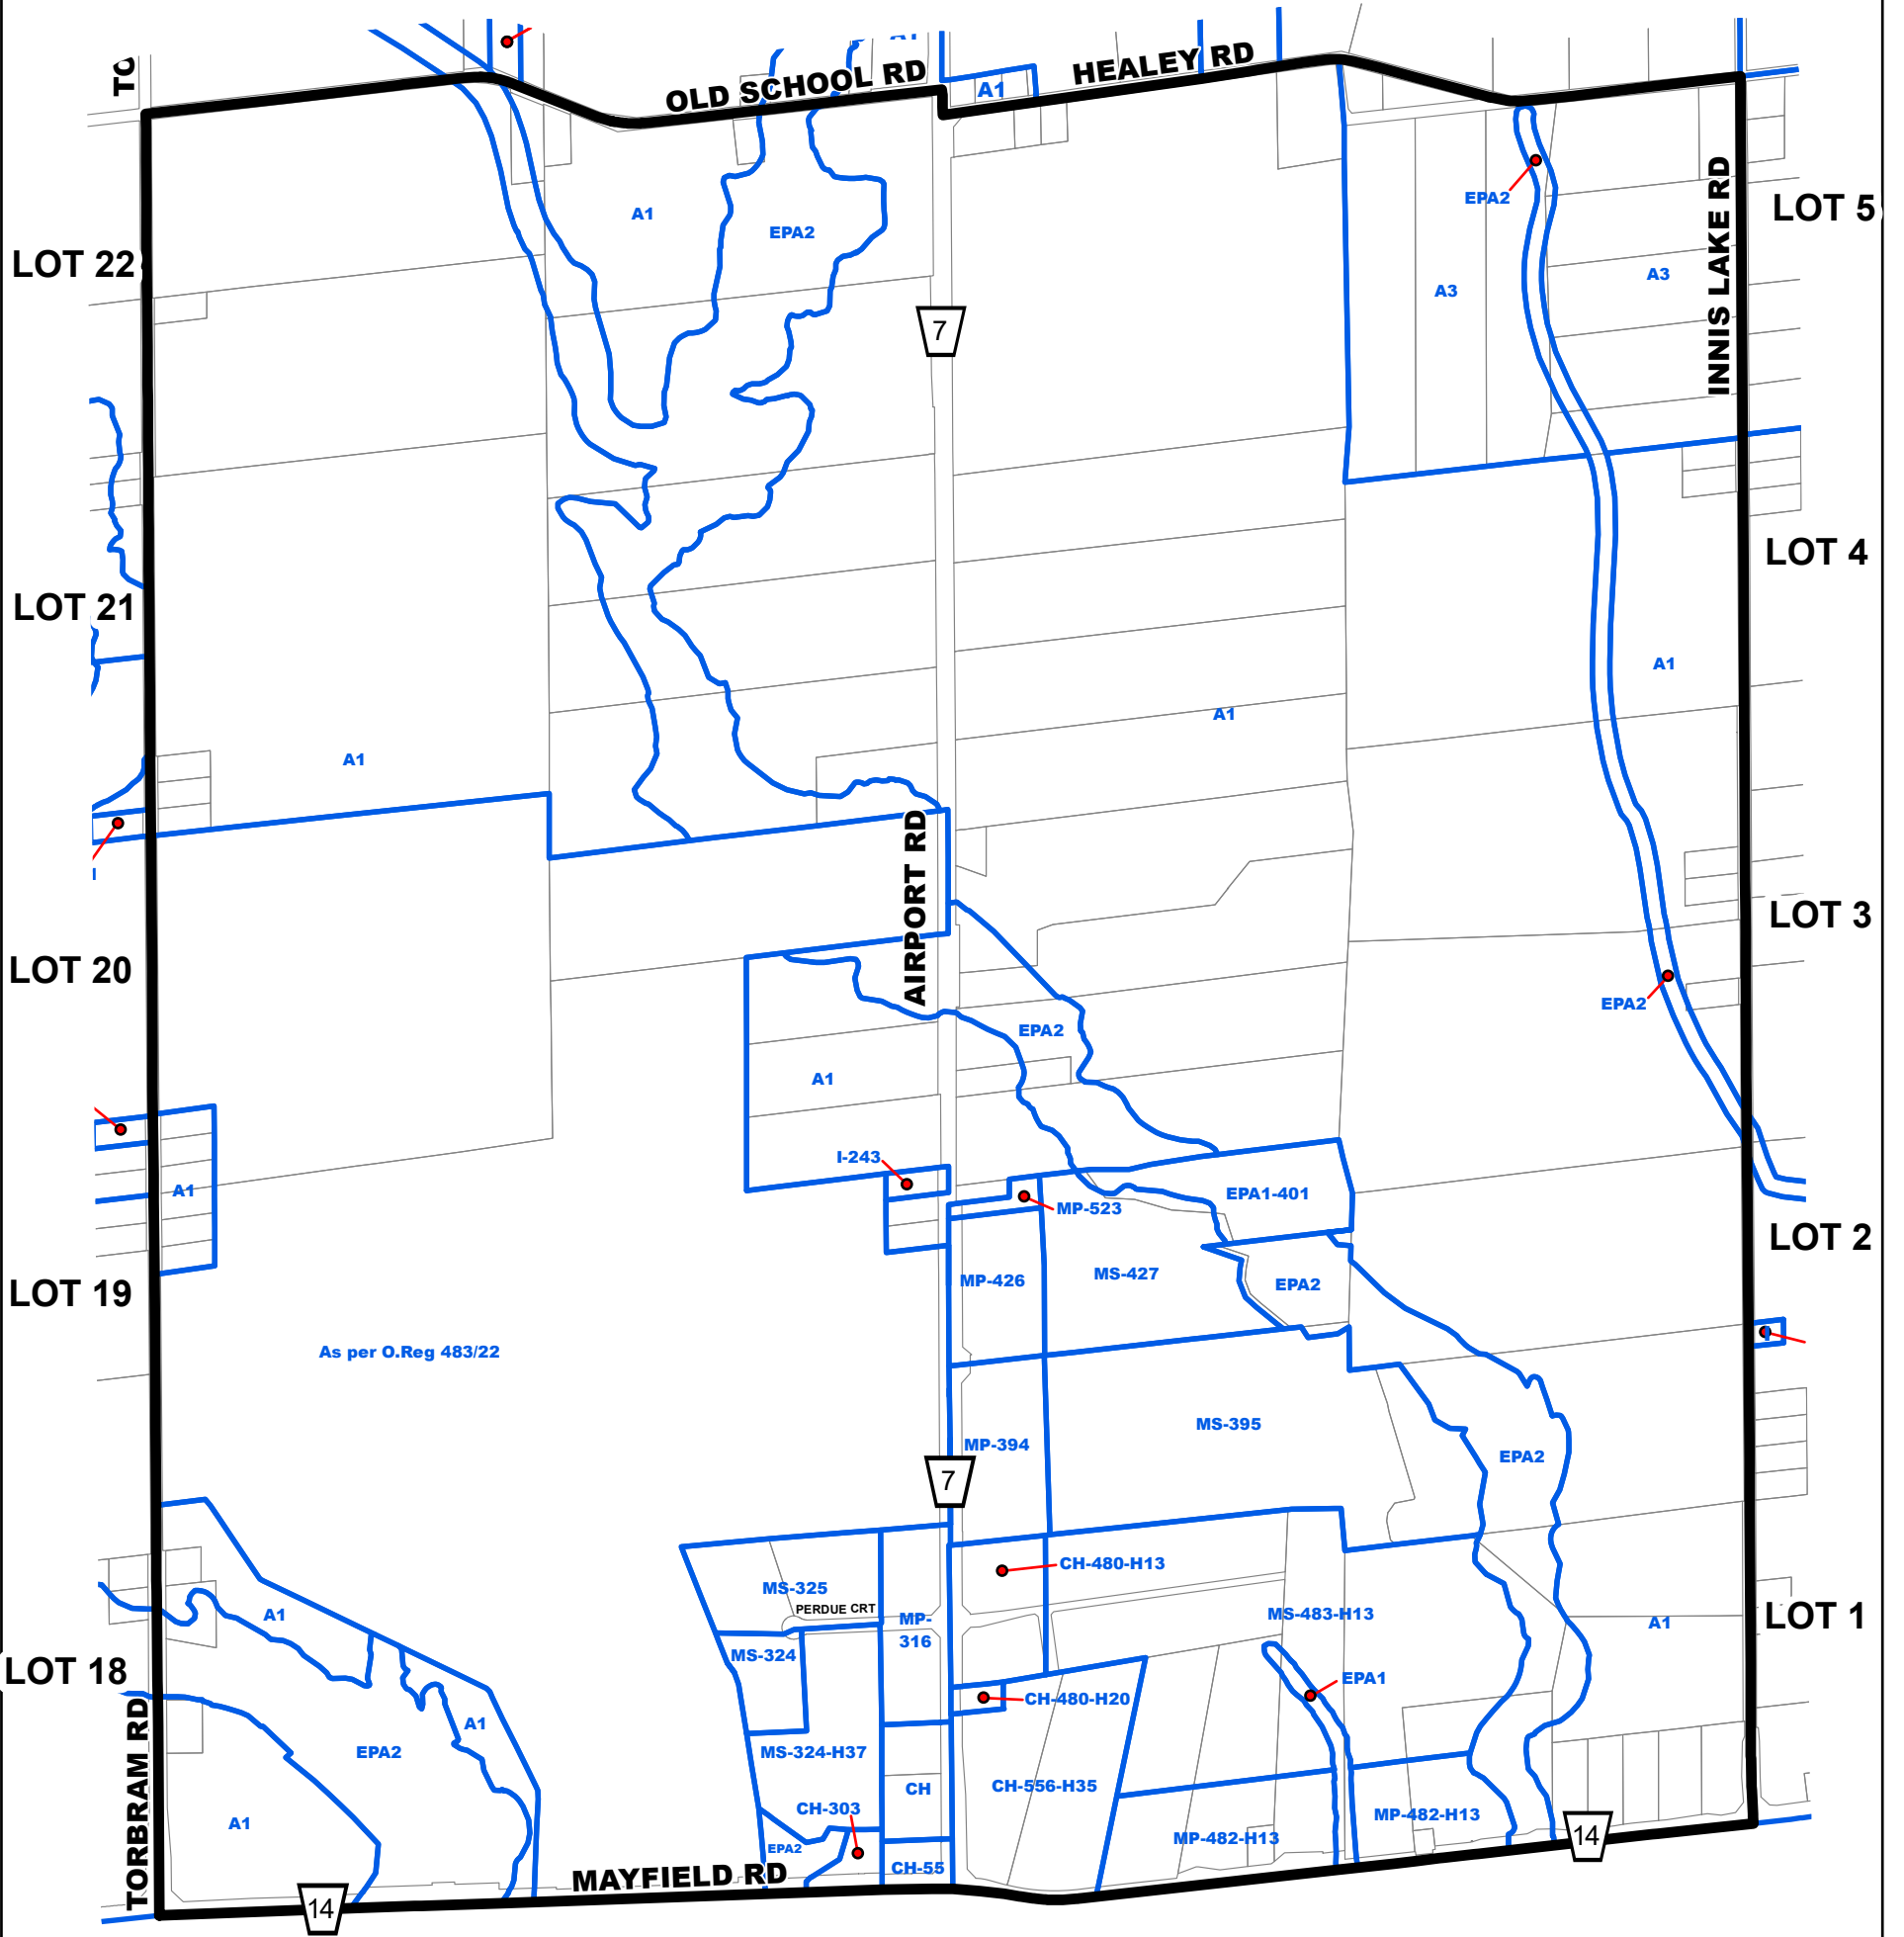 TO
A1
OLD SCHOOL RD
HEALEY RD
A1
EPA2
LOT 5
A1
EPA2
INNIS LAKE RD
LOT 22
A3
A3
7
LOT 4
LOT 21
A1
A1
A1
AIRPORT RD
LOT 3
LOT 20
EPA2
EPA2
A1
I-243
A1
EPA1-401
MP-523
LOT 2
LOT 19
MP-426
MS-427
EPA2
As per O.Reg 483/22
MS-395
MP-394
EPA2
7
CH-480-H13
MS-325
PERDUE CRT
A1
MP-
316
MS-483-H13
A1
LOT 1
MS-324
LOT 18
EPA1
CH-480-H20
A1
TORBRAM RD
EPA2
MS-324-H37
CH
CH-556-H35
CH-303
A1
MP-482-H13
MP-482-H13
14
EPA2
CH-55
MAYFIELD RD
14